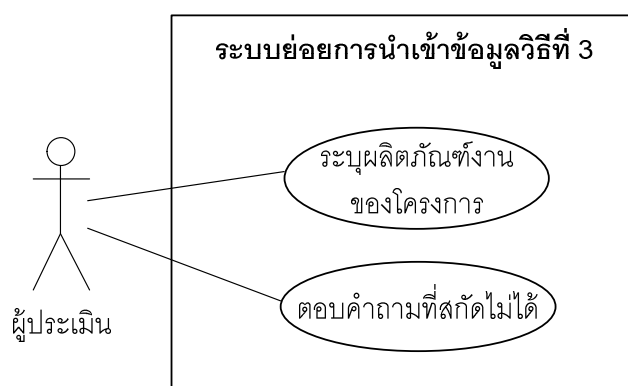 ระบบย่อยการนำเข้าข้อมูลวิธีที่ 3
ระบุผลิตภัณฑ์งาน
ของโครงการ
ตอบคำถามที่สกัดไม่ได้
ผู้ประเมิน